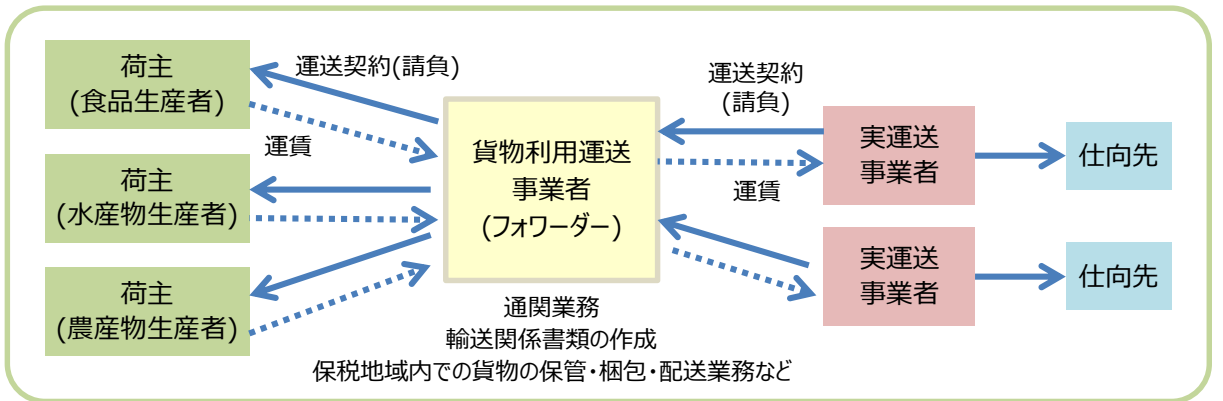 荷主
(食品生産者)
運送契約(請負)
運賃
荷主
(水産物生産者)
荷主
(農産物生産者)
貨物利用運送
事業者
(フォワーダー)
通関業務
輸送関係書類の作成
保税地域内での貨物の保管・梱包・配送業務など
運送契約
(請負)
運賃
実運送
事業者
仕向先
実運送
事業者
仕向先